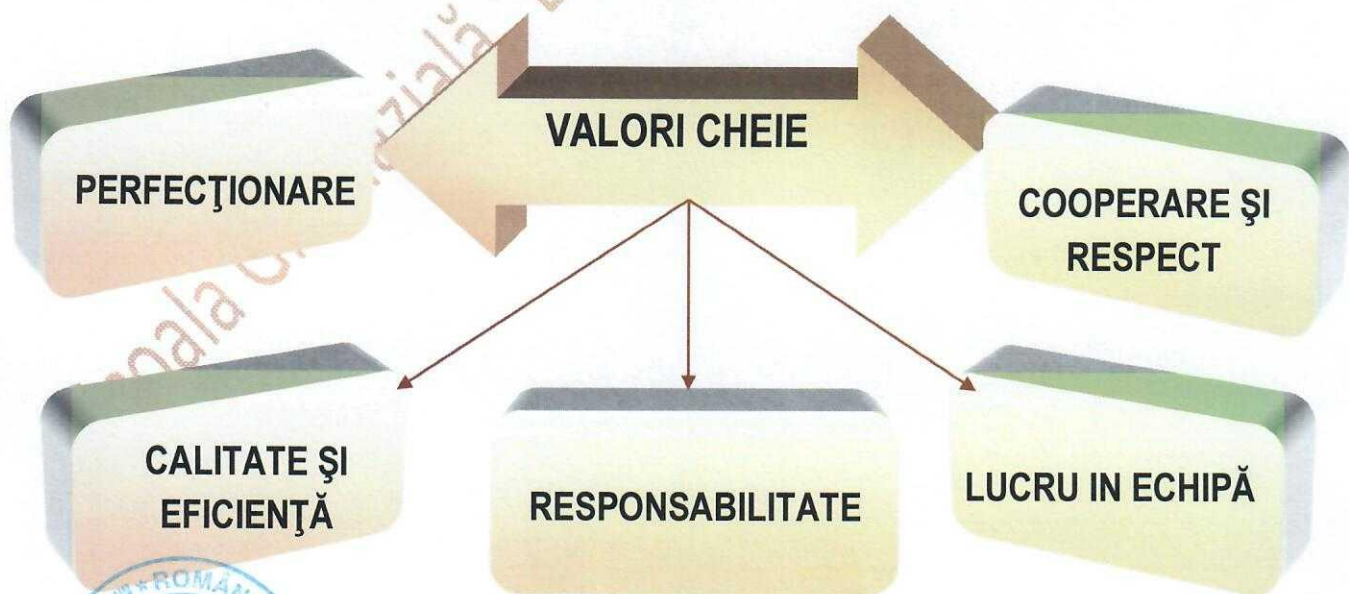 VALORI CHEIE
PERFECŢIONARE
COOPERARE ŞI
RESPECT
CALITATE ŞI
EFICIENŢĂ
RESPONSABILITATE
LUCRU IN ECHIPĂ